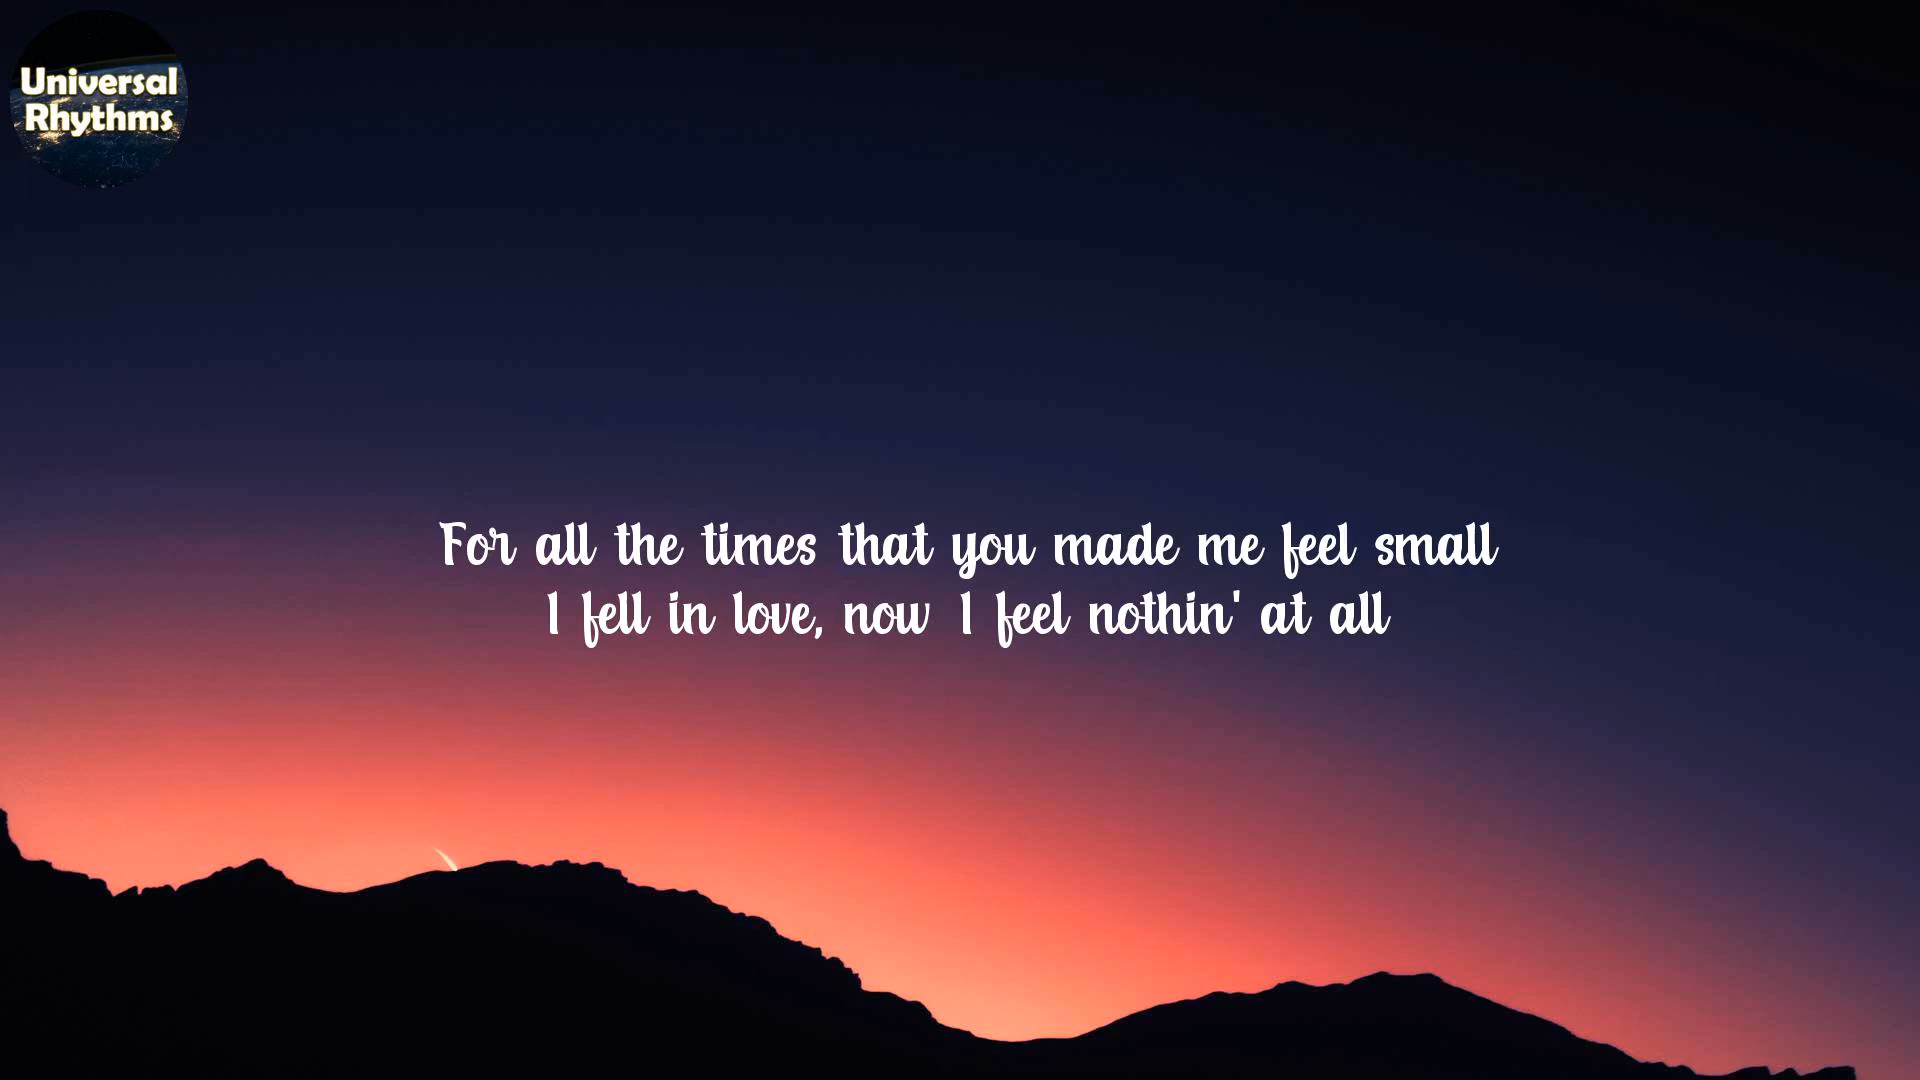 Universal
Rhythms
For all the times that you made me feel small
I fell in love, now I feel nothin' at all